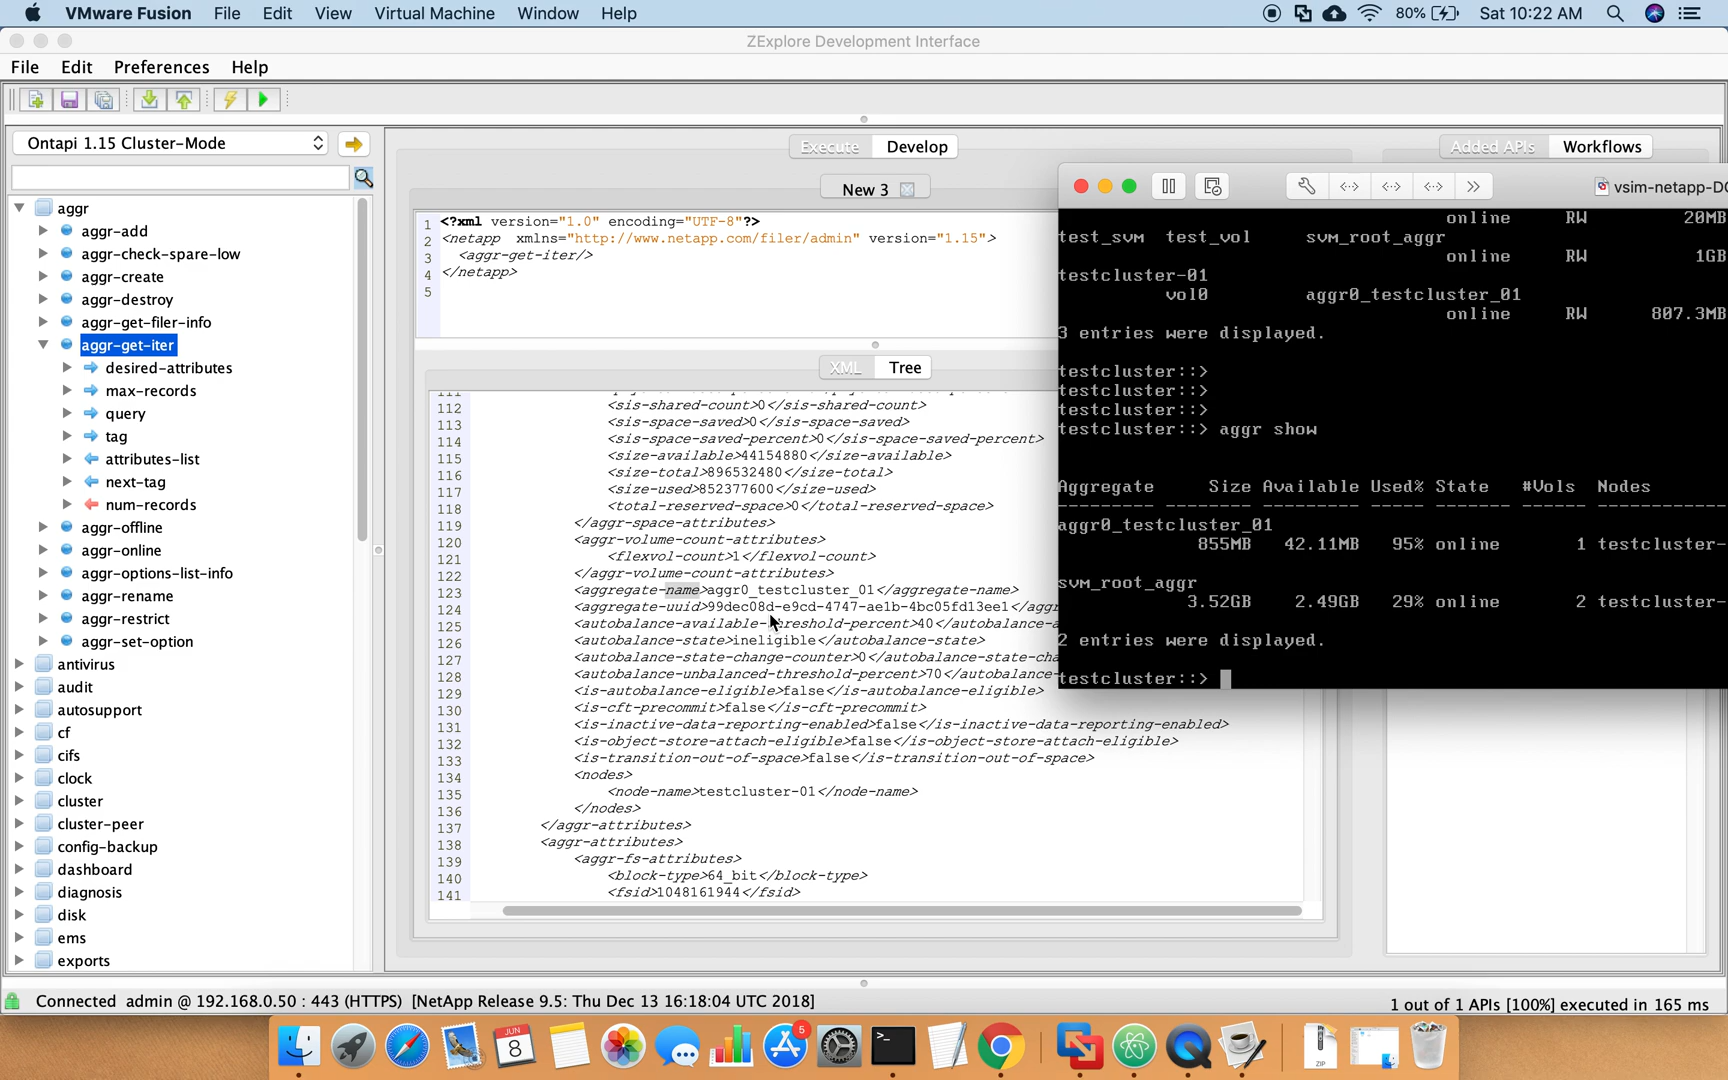 VMware Fusion File Edit View Virtual Machine Window Help 80% Sat 10:22 AM
ZExplore Development Interface
File Edit Preferences Help
Ontapi 1.15 Cluster-Mode
aggr
aggr-add
aggr-check-spare-low
aggr-create
aggr-destroy
aggr-get-filer-info
aggr-get-iter
desired-attributes
max-records
query
tag
attributes-list
next-tag
num-records
aggr-offline
aggr-online
aggr-options-list-info
aggr-rename
aggr-restrict
aggr-set-option
antivirus
audit
autosupport
cf
cifs
clock
cluster
cluster-peer
config-backup
dashboard
diagnosis
disk
ems
exports
Execute Develop
New 3
1 <?xml version="1.0" encoding="UTF-8"?>
2 <netapp xmlns="http://www.netapp.com/filer/admin" version="1.15">
3 <aggr-get-iter/>
4 </netapp>
5
XML Tree
112 <sis-shared-count>0</sis-shared-count>
113 <sis-space-saved>0</sis-space-saved>
114 <sis-space-saved-percent>0</sis-space-saved-percent>
115 <size-available>44154880</size-available>
116 <size-total>896532480</size-total>
117 <size-used>852377600</size-used>
118 <total-reserved-space>0</total-reserved-space>
119 </aggr-space-attributes>
120 <aggr-volume-count-attributes>
121 <flexvol-count>1</flexvol-count>
122 </aggr-volume-count-attributes>
123 <aggregate-name>aggr0_testcluster_01</aggregate-name>
124 <aggregate-uuid>99dec08d-e9cd-4747-ae1b-4bc05fd13ee1</aggr
125 <autobalance-available-threshold-percent>40</autobalance-a
126 <autobalance-state>ineligible</autobalance-state>
127 <autobalance-state-change-counter>0</autobalance-state-cha
128 <autobalance-unbalanced-threshold-percent>70</autobalance-
129 <is-autobalance-eligible>false</is-autobalance-eligible>
130 <is-cft-precommit>false</is-cft-precommit>
131 <is-inactive-data-reporting-enabled>false</is-inactive-data-reporting-enabled>
132 <is-object-store-attach-eligible>false</is-object-store-attach-eligible>
133 <is-transition-out-of-space>false</is-transition-out-of-space>
134 <nodes>
135 <node-name>testcluster-01</node-name>
136 </nodes>
137 </aggr-attributes>
138 <aggr-attributes>
139 <aggr-fs-attributes>
140 <block-type>64_bit</block-type>
141 <fsid>1048161944</fsid>
Added APIs Workflows
vsim-netapp-DO
online RW 20MB
test_svm test_vol svm_root_aggr
online RW 1GB
testcluster-01
vol0 aggr0_testcluster_01
online RW 807.3MB
3 entries were displayed.
testcluster::>
testcluster::>
testcluster::>
testcluster::> aggr show
Aggregate Size Available Used% State #Vols Nodes
--------- -------- --------- ----- ------- ------ ------------
aggr0_testcluster_01
855MB 42.11MB 95% online 1 testcluster-
svm_root_aggr
3.52GB 2.49GB 29% online 2 testcluster-
2 entries were displayed.
testcluster::>
Connected admin @ 192.168.0.50 : 443 (HTTPS) [NetApp Release 9.5: Thu Dec 13 16:18:04 UTC 2018]
1 out of 1 APIs [100%] executed in 165 ms
JUN
8
5
ZIP